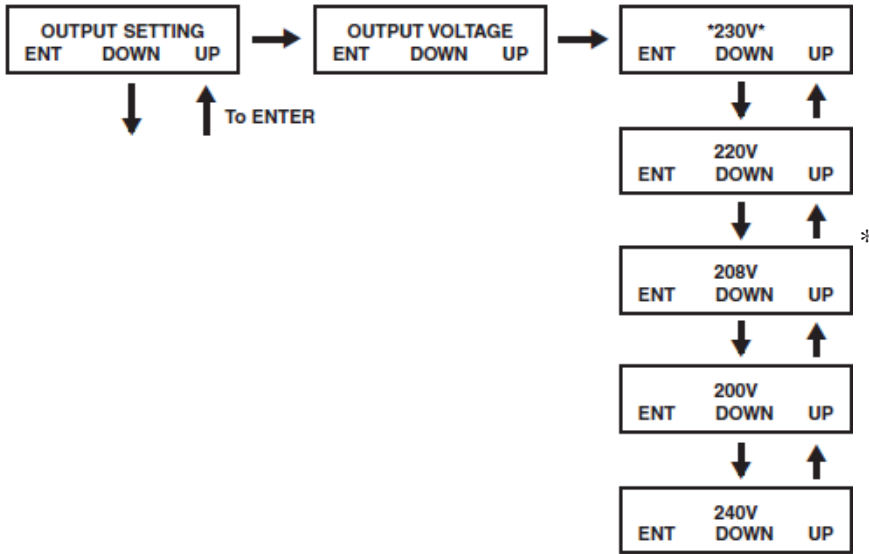 OUTPUT SETTING
ENT DOWN UP
OUTPUT VOLTAGE
ENT DOWN UP
*230V*
ENT DOWN UP
To ENTER
220V
ENT DOWN UP
*
208V
ENT DOWN UP
200V
ENT DOWN UP
240V
ENT DOWN UP